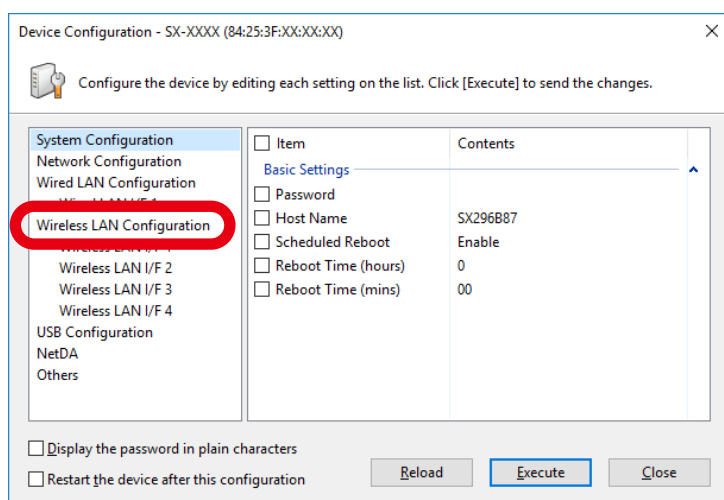 Device Configuration - SX-XXXX (84:25:3F:XX:XX:XX)
Configure the device by editing each setting on the list. Click [Execute] to send the changes.
System Configuration
Network Configuration
Wired LAN Configuration
Wireless LAN Configuration
Wireless LAN I/F 2
Wireless LAN I/F 3
Wireless LAN I/F 4
USB Configuration
NetDA
Others
Item Contents
Basic Settings
Password
Host Name SX296B87
Scheduled Reboot Enable
Reboot Time (hours) 0
Reboot Time (mins) 00
Display the password in plain characters
Restart the device after this configuration
Reload Execute Close